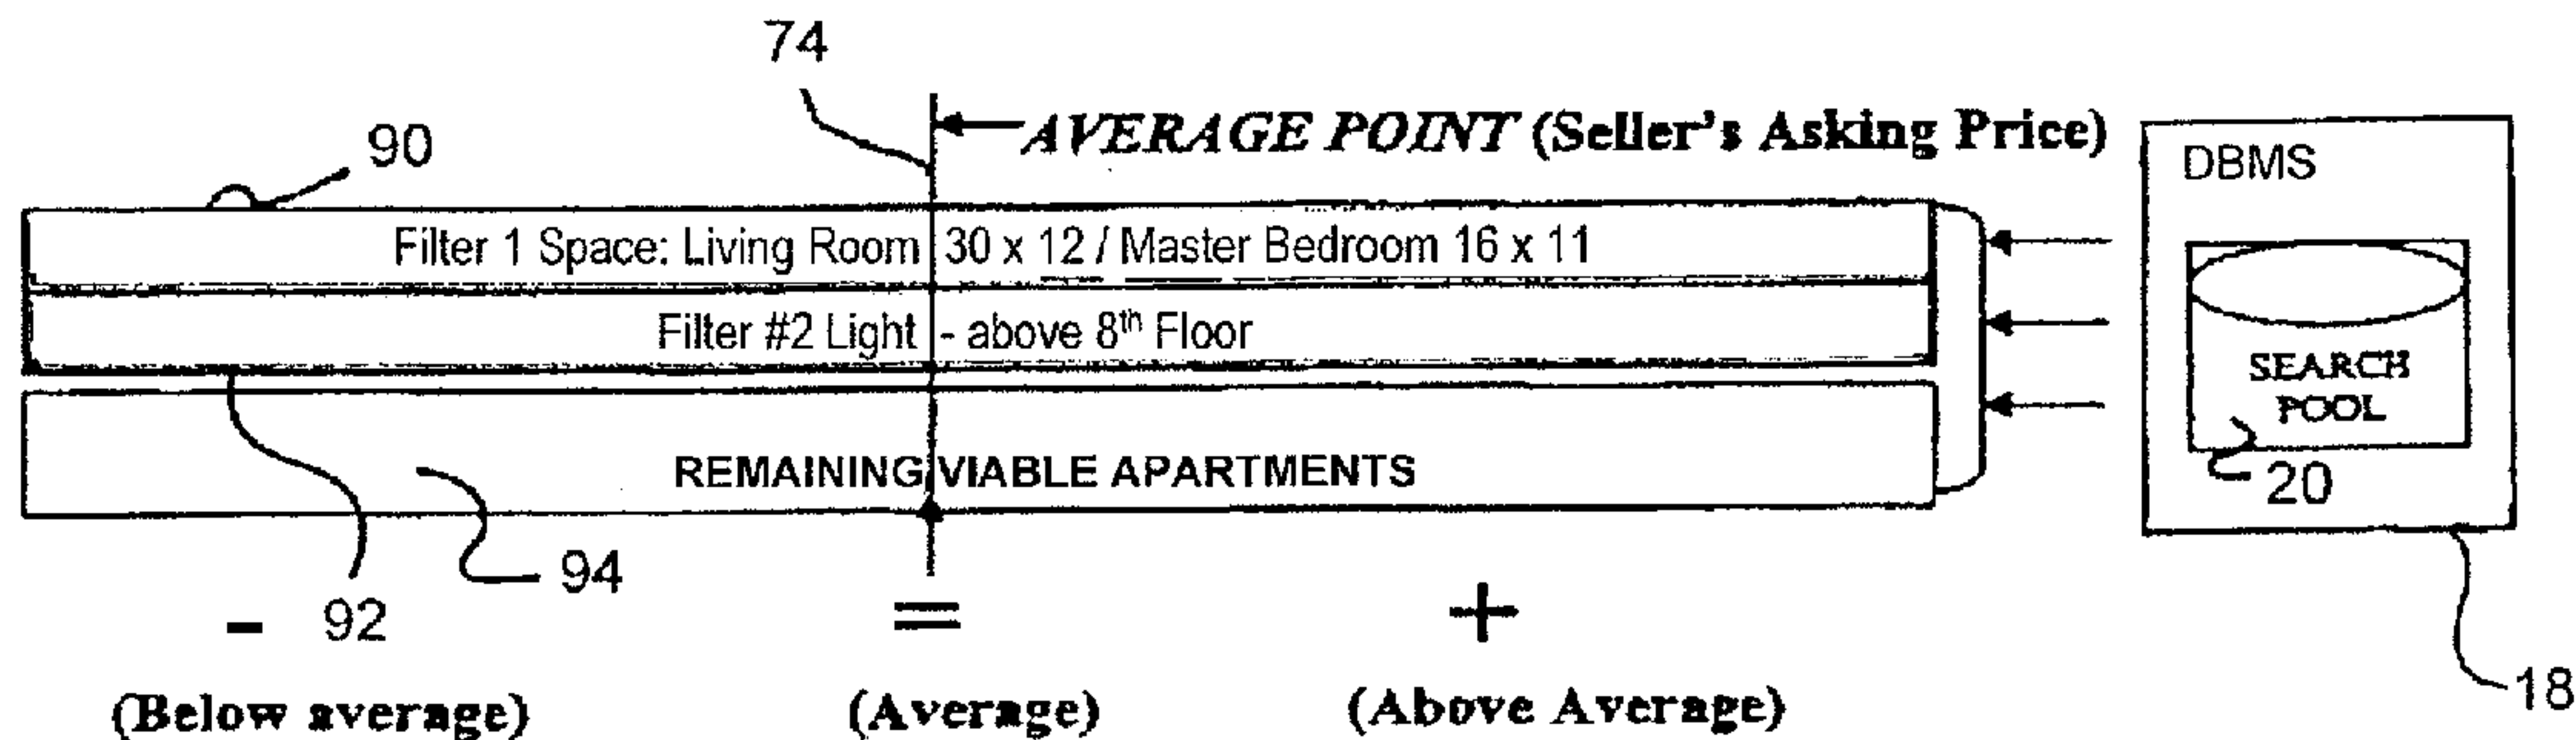 74
AVERAGE POINT (Seller's Asking Price)
90
DBMS
Filter 1 Space: Living Room 30 x 12 / Master Bedroom 16 x 11
Filter #2 Light - above 8th Floor
SEARCH
POOL
REMAINING VIABLE APARTMENTS
20
94
92
- = +
18
(Below average) (Average) (Above Average)